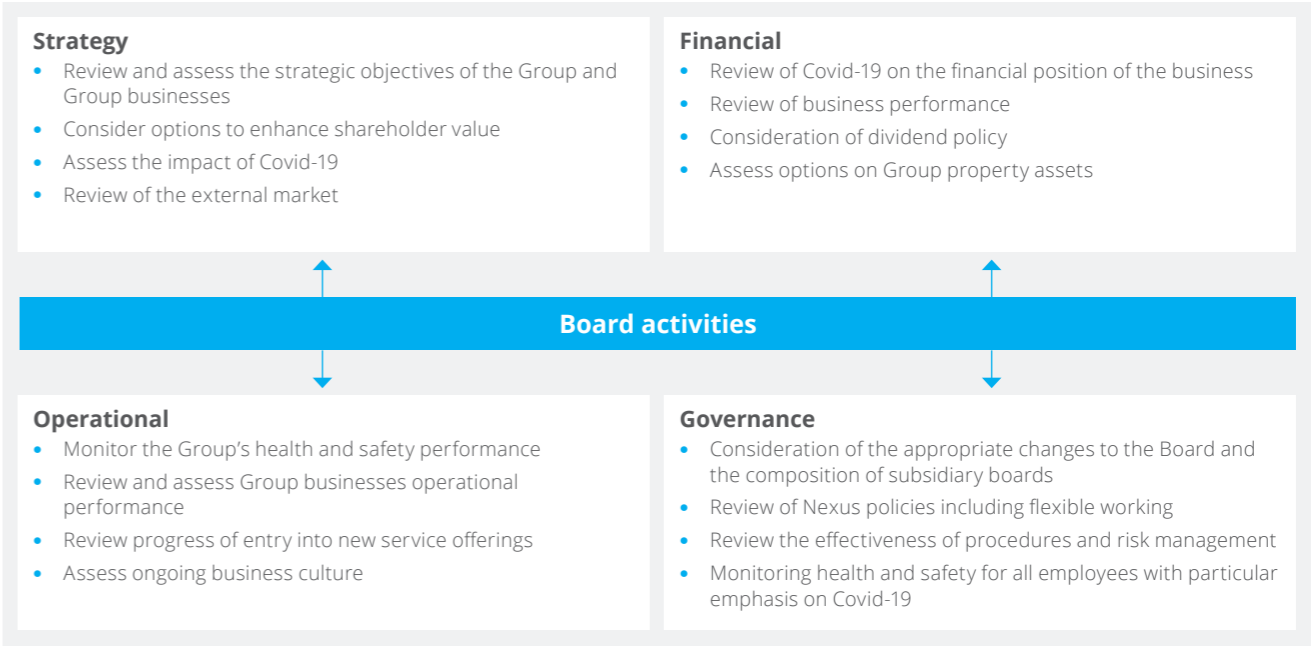 Strategy
• Review and assess the strategic objectives of the Group and
Group businesses
• Consider options to enhance shareholder value
• Assess the impact of Covid-19
• Review of the external market
Financial
• Review of Covid-19 on the financial position of the business
• Review of business performance
• Consideration of dividend policy
• Assess options on Group property assets
Board activities
Operational
• Monitor the Group’s health and safety performance
• Review and assess Group businesses operational
performance
• Review progress of entry into new service offerings
• Assess ongoing business culture
Governance
• Consideration of the appropriate changes to the Board and
the composition of subsidiary boards
• Review of Nexus policies including flexible working
• Review the effectiveness of procedures and risk management
• Monitoring health and safety for all employees with particular
emphasis on Covid-19